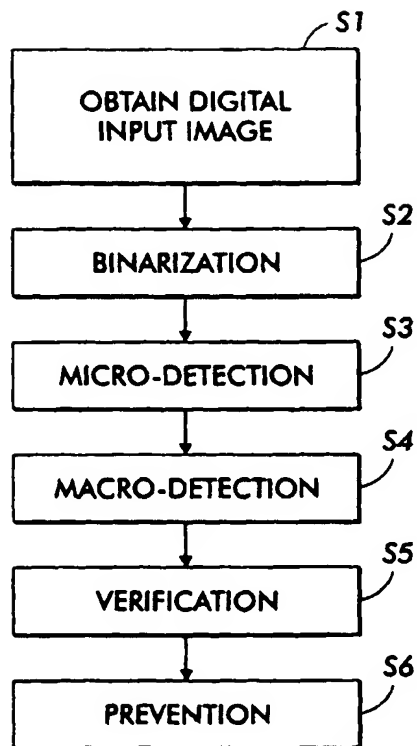 S1
OBTAIN DIGITAL
INPUT IMAGE
S2
BINARIZATION
S3
MICRO-DETECTION
S4
MACRO-DETECTION
S5
VERIFICATION
S6
PREVENTION